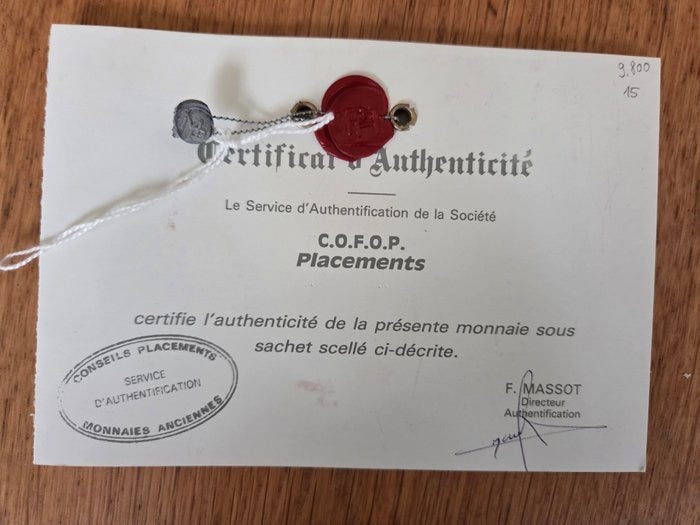 9.800
15
Certificat d'Authenticité
Le Service d'Authentification de la Société
C.O.F.O.P.
Placements
certifie l'authenticité de la présente monnaie sous
sachet scellé ci-décrite.
CONSEILS PLACEMENTS
SERVICE
D'AUTHENTIFICATION
MONNAIES ANCIENNES
F. MASSOT
Directeur
Authentification